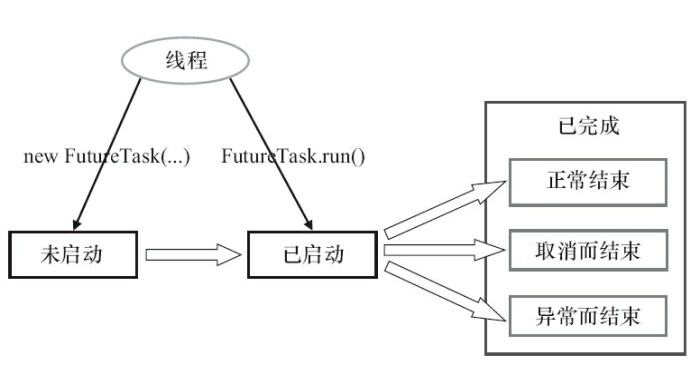 线程
new FutureTask(...)
FutureTask.run()
已完成
正常结束
未启动
已启动
取消而结束
异常而结束